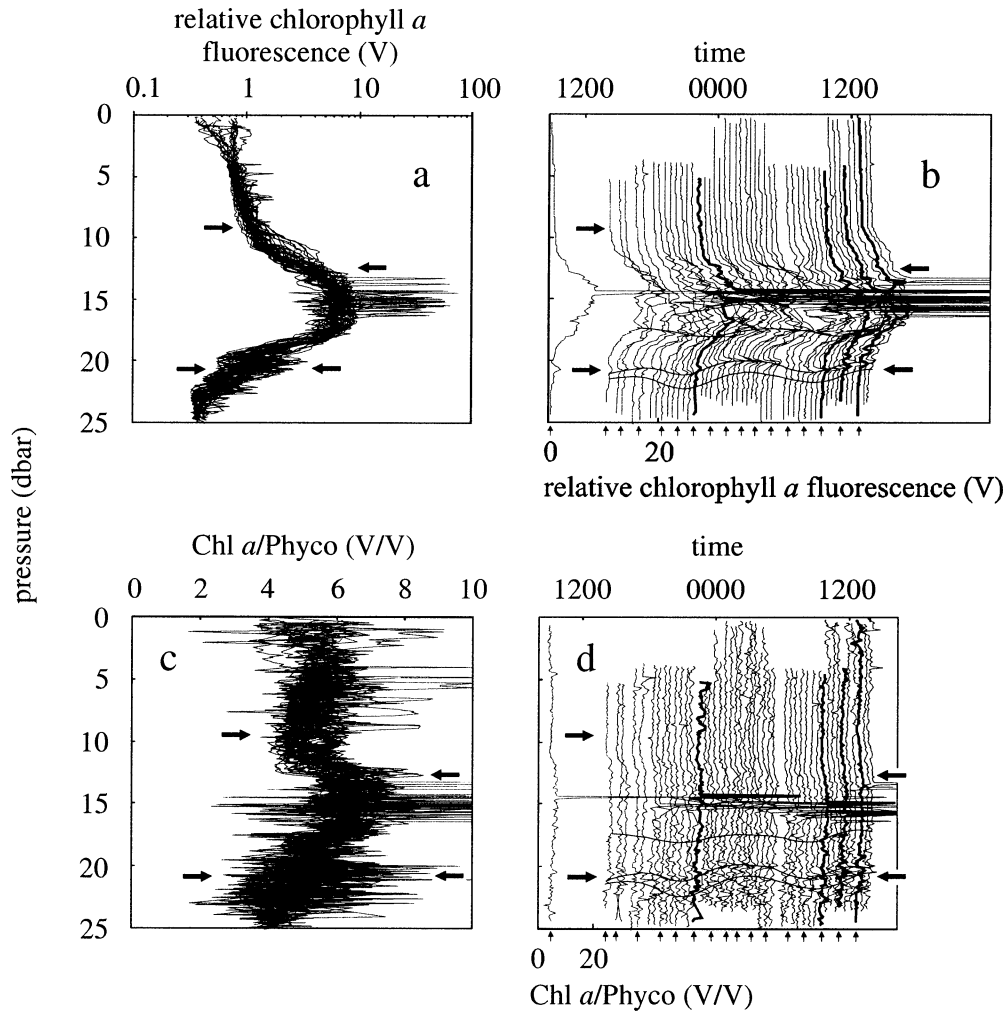 relative chlorophyll a
fluorescence (V)
0.1 1 10 100
time
1200 0000 1200
0
5
10
15
20
25
a
b
0 20
relative chlorophyll a fluorescence (V)
pressure (dbar)
Chl a/Phyco (V/V)
0 2 4 6 8 10
time
1200 0000 1200
0
5
10
15
20
25
c
d
0 20
Chl a/Phyco (V/V)